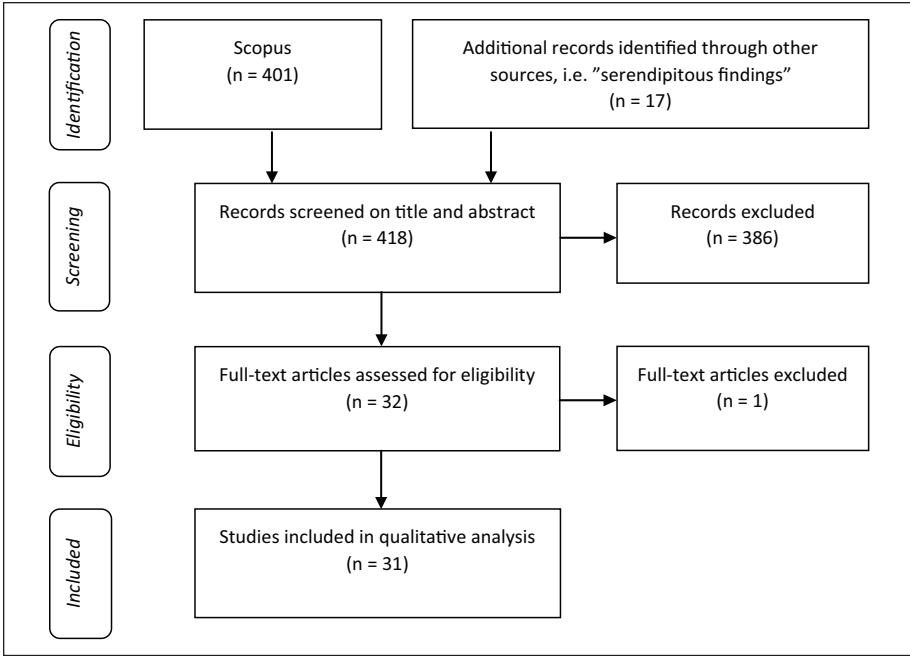 Identification
Scopus
(n = 401)
Additional records identified through other
sources, i.e. ”serendipitous findings”
(n = 17)
Screening
Records screened on title and abstract
(n = 418)
Records excluded
(n = 386)
Eligibility
Full-text articles assessed for eligibility
(n = 32)
Full-text articles excluded
(n = 1)
Included
Studies included in qualitative analysis
(n = 31)